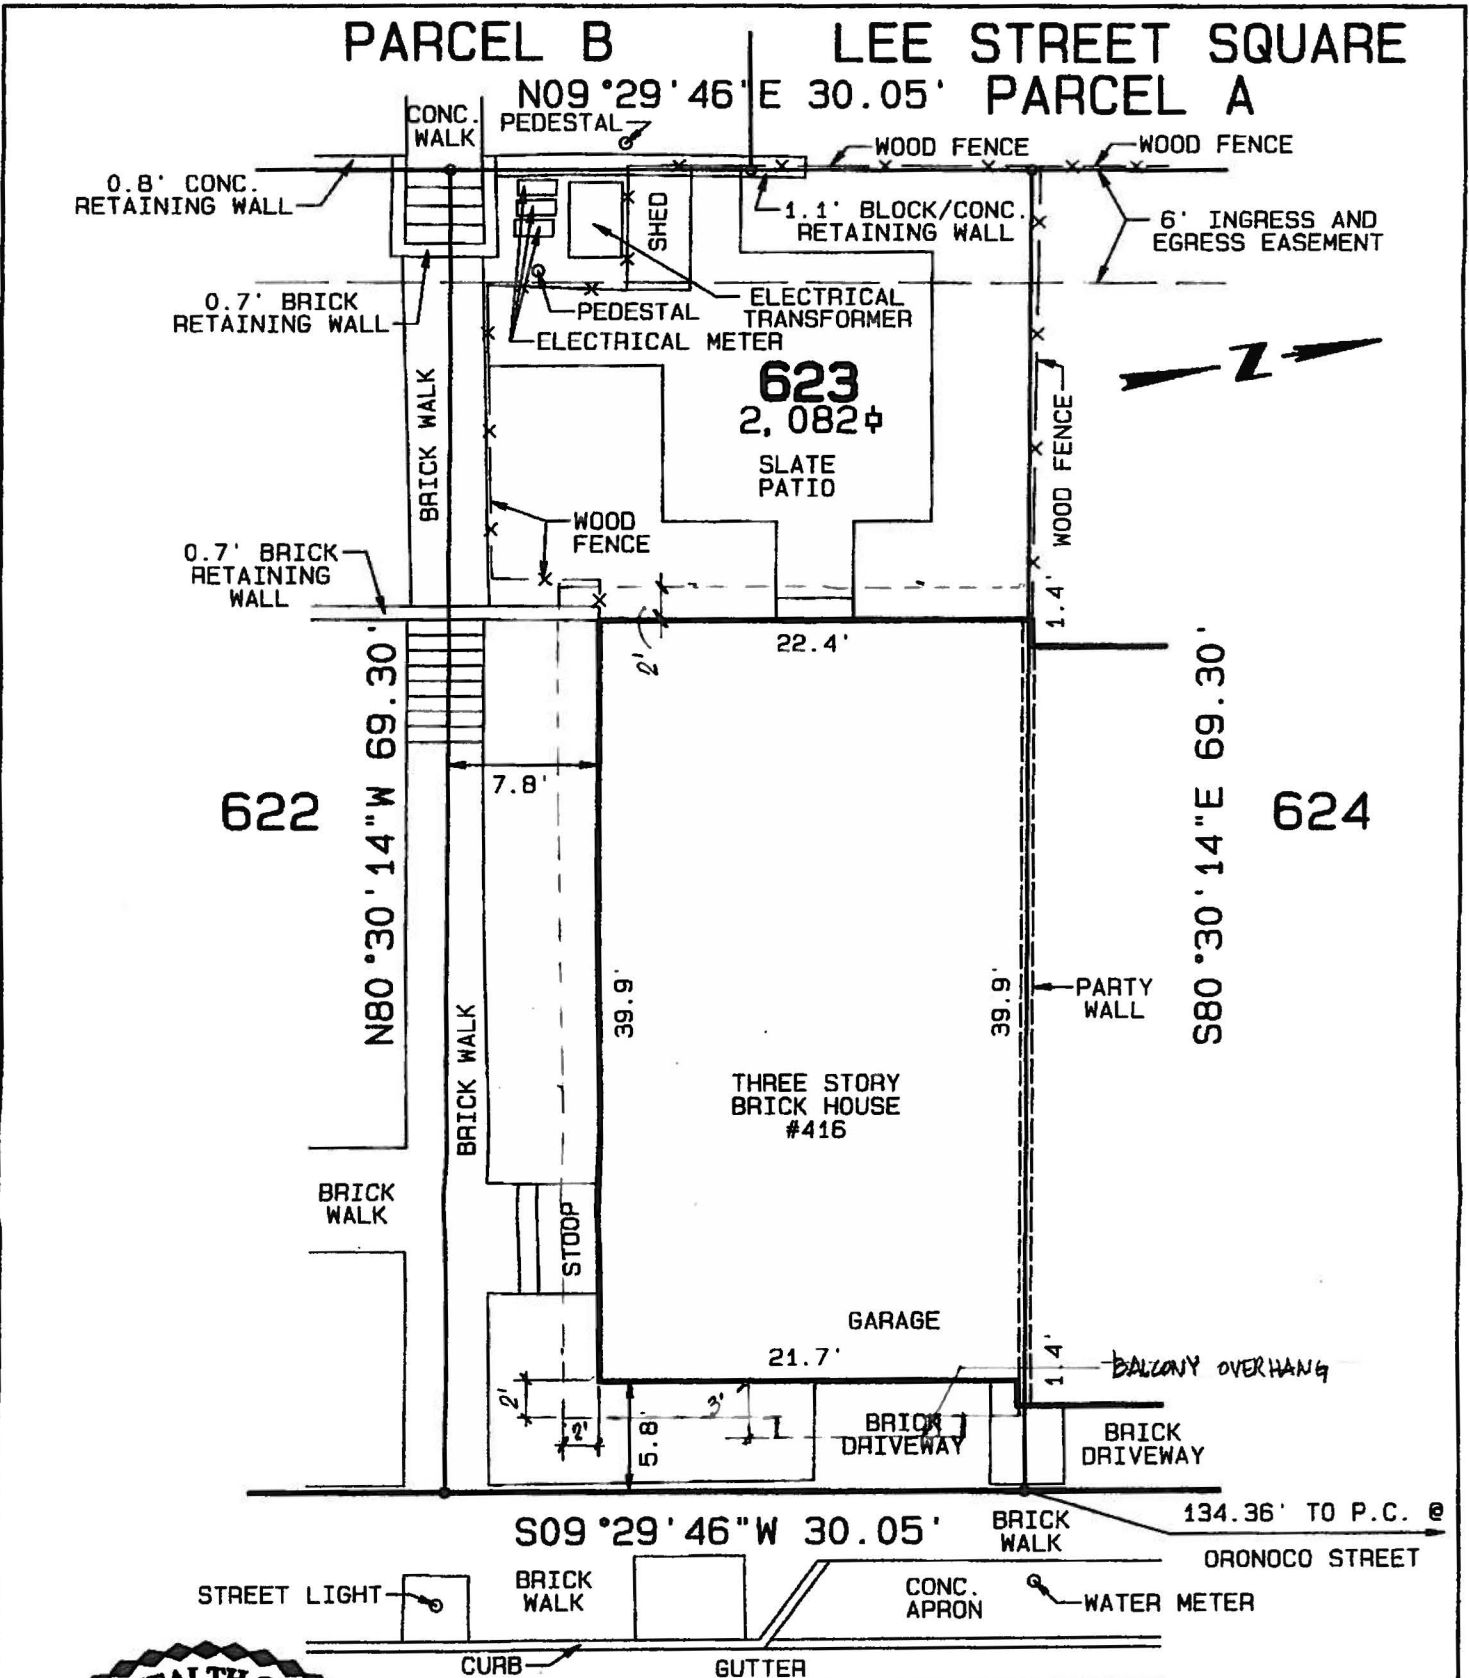 PARCEL B
LEE STREET SQUARE
N09°29'46"E 30.05'
PARCEL A
CONC.
WALK
PEDESTAL
WOOD FENCE
WOOD FENCE
0.8' CONC.
RETAINING WALL
SHED
1.1' BLOCK/CONC.
RETAINING WALL
6' INGRESS AND
EGRESS EASEMENT
0.7' BRICK
RETAINING WALL
PEDESTAL
ELECTRICAL
TRANSFORMER
ELECTRICAL METER
Z
623
2,082
BRICK WALK
SLATE
PATIO
WOOD FENCE
WOOD
FENCE
0.7' BRICK
RETAINING
WALL
1.4'
2'
22.4'
N80°30'14"W 69.30'
S80°30'14"E 69.30'
7.8'
622
624
39.9'
39.9'
PARTY
WALL
BRICK WALK
THREE STORY
BRICK HOUSE
#416
BRICK
WALK
STOOP
GARAGE
21.7'
1.4'
BALCONY OVERHANG
2'
3'
2'
5.8'
BRICK
DRIVEWAY
BRICK
DRIVEWAY
S09°29'46"W 30.05'
BRICK
WALK
134.36' TO P.C. @
ORONOCO STREET
STREET LIGHT
BRICK
WALK
CONC.
APRON
WATER METER
CURB
GUTTER